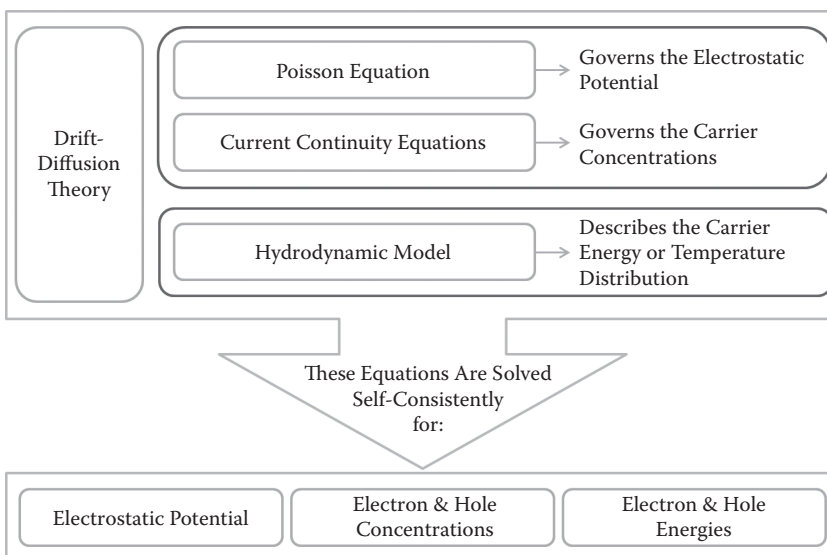 Drift-
Diffusion
Theory
Poisson Equation
Governs the Electrostatic
Potential
Current Continuity Equations
Governs the Carrier
Concentrations
Hydrodynamic Model
Describes the Carrier
Energy or Temperature
Distribution
These Equations Are Solved
Self-Consistently
for:
Electrostatic Potential
Electron & Hole
Concentrations
Electron & Hole
Energies